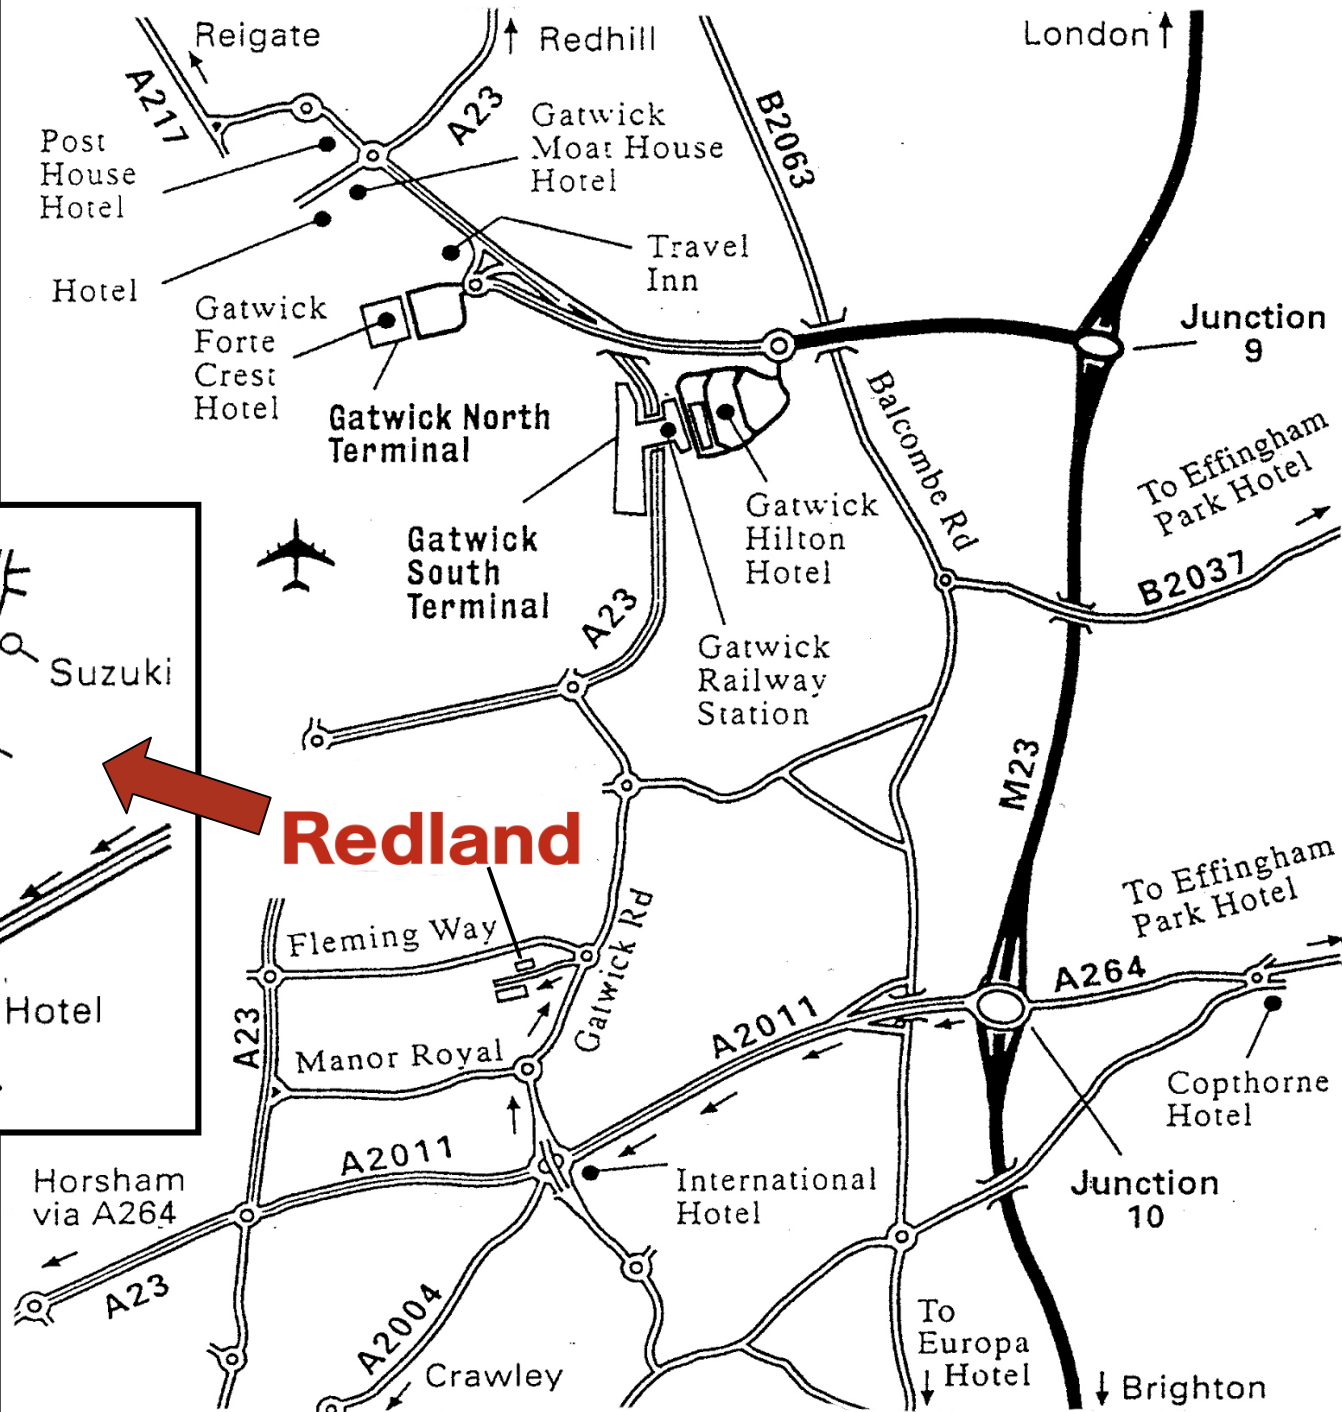 Reigate
Redhill
London
A217
A23
B2063
Post
House
Hotel
Gatwick
Moat House
Hotel
Travel
Inn
Hotel
Gatwick
Forte
Crest
Hotel
Gatwick North
Terminal
Junction
9
Balcombe Rd
To Effingham
Park Hotel
B2037
Gatwick
Hilton
Hotel
Gatwick
South
Terminal
A23
Gatwick
Railway
Station
Suzuki
M23
Redland
To Effingham
Park Hotel
Fleming Way
Gatwick Rd
A264
A2011
Hotel
A23
Manor Royal
Copthorne
Hotel
A2011
Horsham
via A264
International
Hotel
Junction
10
A23
A2004
To
Europa
Hotel
Crawley
Brighton